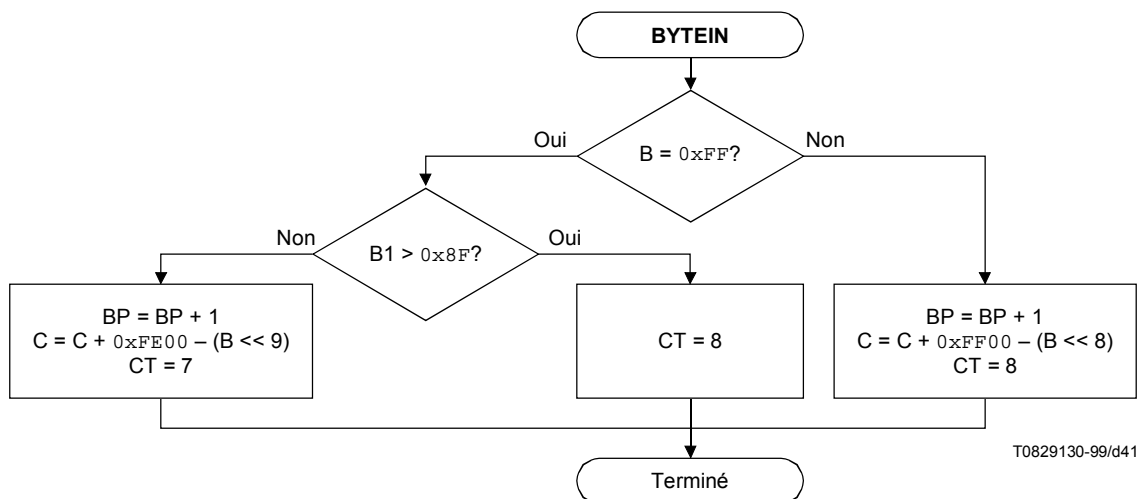 BYTEIN
Oui
B = 0xFF?
Non
Non
B1 > 0x8F?
Oui
BP = BP + 1
C = C + 0xFE00 – (B << 9)
CT = 7
CT = 8
BP = BP + 1
C = C + 0xFF00 – (B << 8)
CT = 8
T0829130-99/d41
Terminé